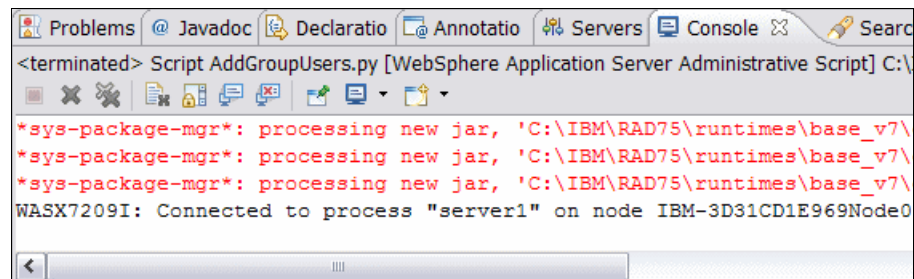 Problems @ Javadoc Declaratio Annotatio Servers Console Searc
<terminated> Script AddGroupUsers.py [WebSphere Application Server Administrative Script] C:\
*sys-package-mgr*: processing new jar, 'C:\IBM\RAD75\runtimes\base_v7\
*sys-package-mgr*: processing new jar, 'C:\IBM\RAD75\runtimes\base_v7\
*sys-package-mgr*: processing new jar, 'C:\IBM\RAD75\runtimes\base_v7\
WASX7209I: Connected to process "server1" on node IBM-3D31CD1E969Node0